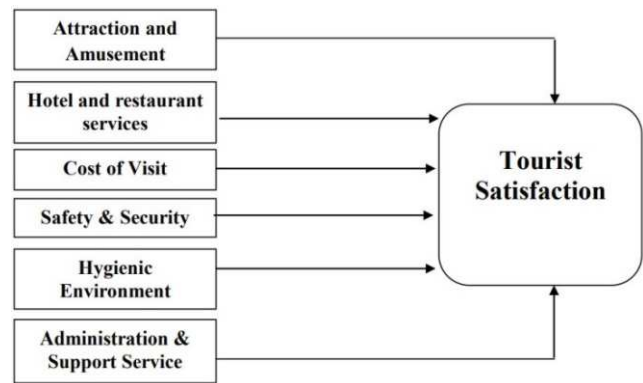 Attraction and
Amusement
Hotel and restaurant
services
Cost of Visit
Safety & Security
Hygienic
Environment
Administration &
Support Service
Tourist
Satisfaction